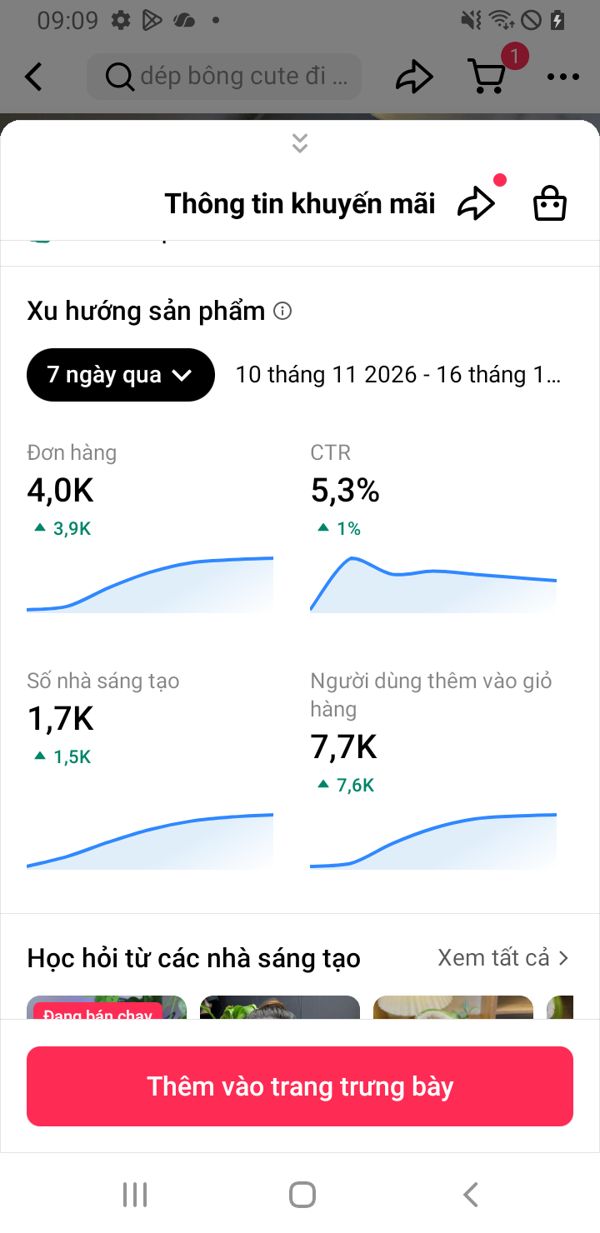 09:09
dép bông cute đi ...
1
Thông tin khuyến mãi
Xu hướng sản phẩm
7 ngày qua
10 tháng 11 2026 - 16 tháng 1...
Đơn hàng
4,0K
3,9K
CTR
5,3%
1%
Số nhà sáng tạo
1,7K
1,5K
Người dùng thêm vào giỏ
hàng
7,7K
7,6K
Học hỏi từ các nhà sáng tạo
Xem tất cả
Đang bán chạy
Thêm vào trang trưng bày